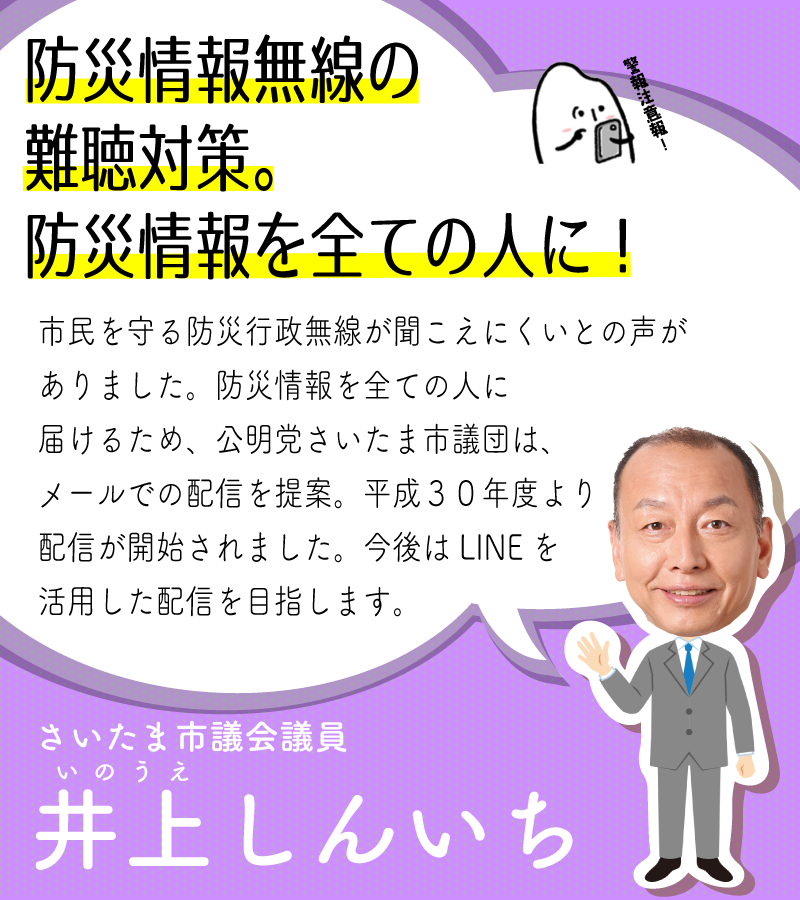 防災情報無線の
難聴対策。
防災情報を全ての人に！
警報注意報！
市民を守る防災行政無線が聞こえにくいとの声が
ありました。防災情報を全ての人に
届けるため、公明党さいたま市議団は、
メールでの配信を提案。平成３０年度より
配信が開始されました。今後は LINE を
活用した配信を目指します。
さいたま市議会議員
いのうえ
井上しんいち